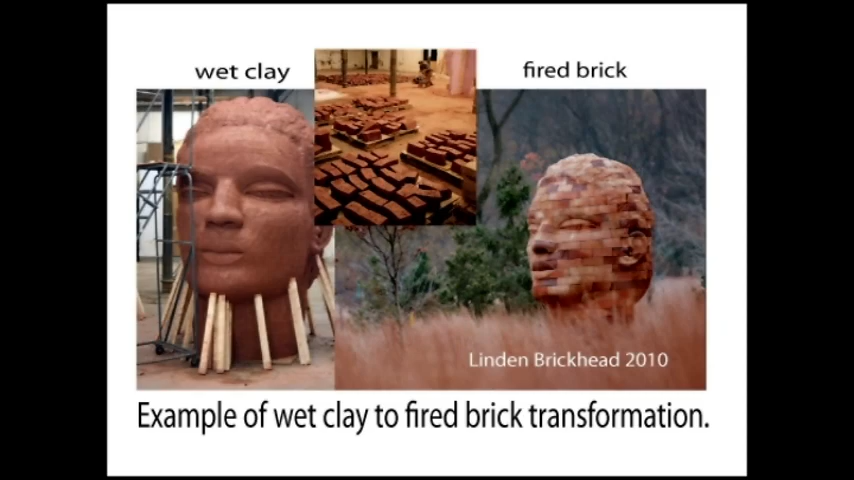 wet clay
fired brick
Linden Brickhead 2010
Example of wet clay to fired brick transformation.